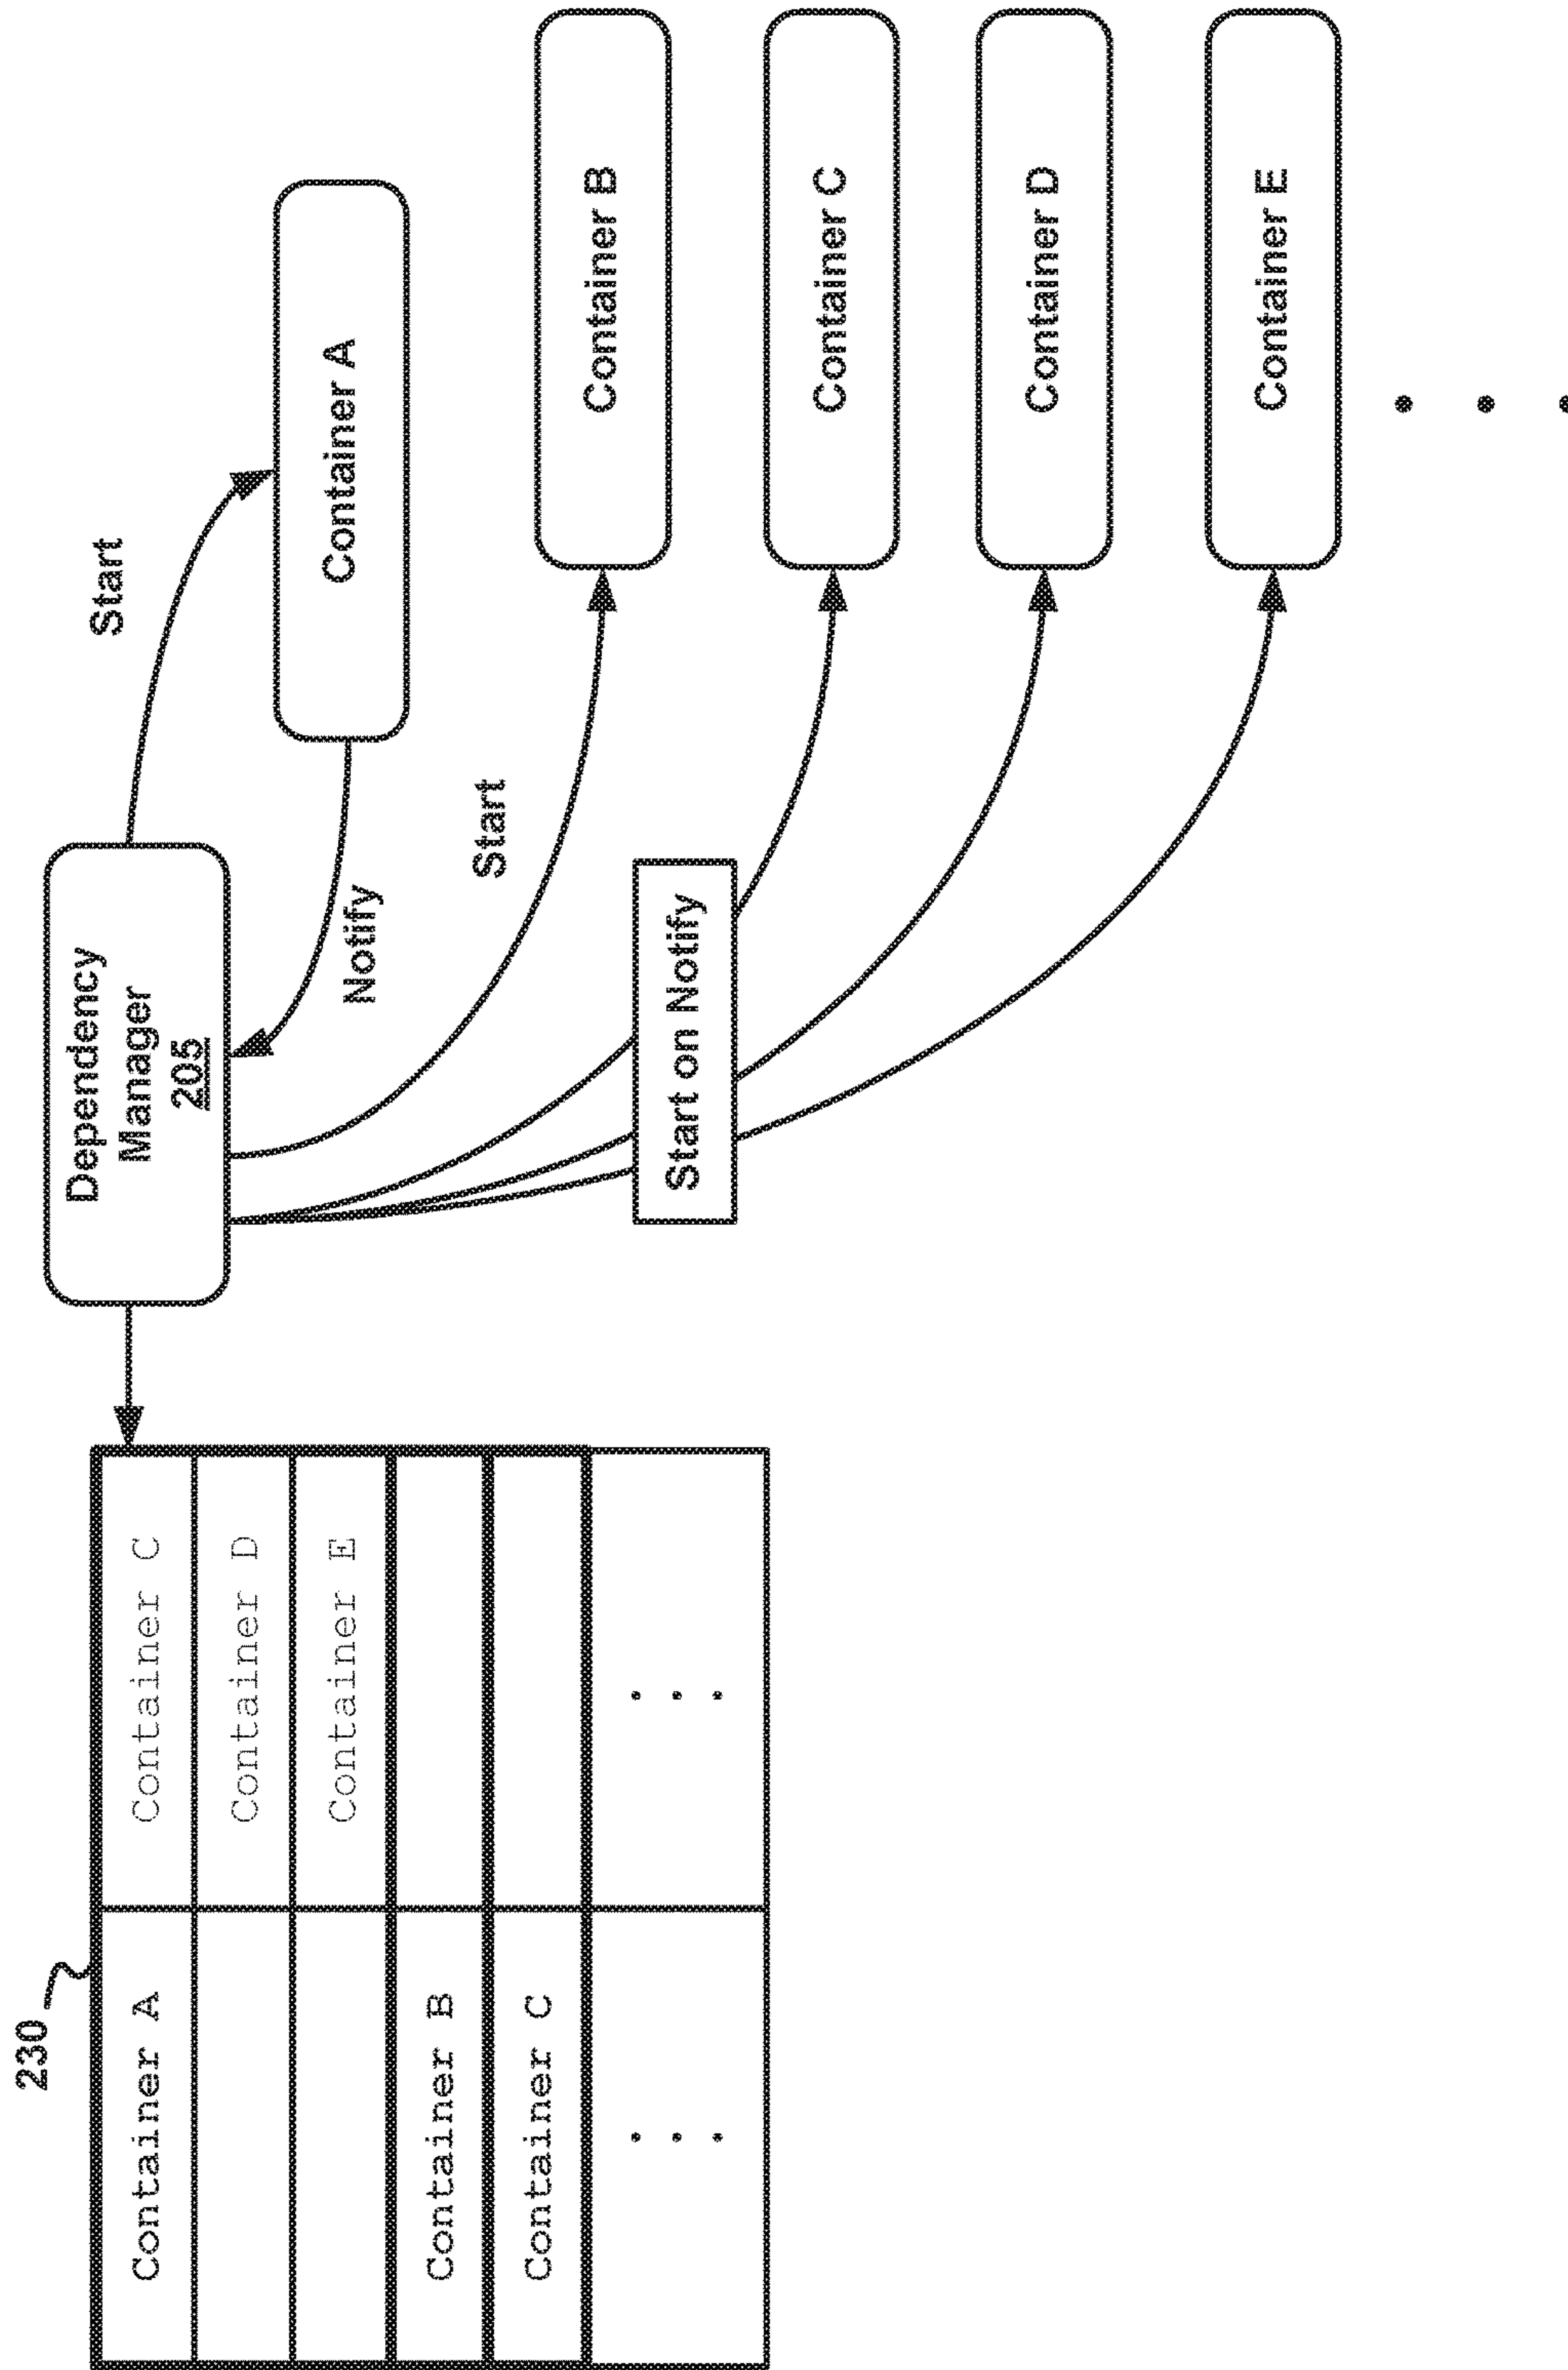 230
Container A
Container C
Container D
Container E
Container B
Container C
. . .
. . .
Dependency
Manager
205
Start
Notify
Container A
Start
Start on Notify
Container B
Container C
Container D
Container E